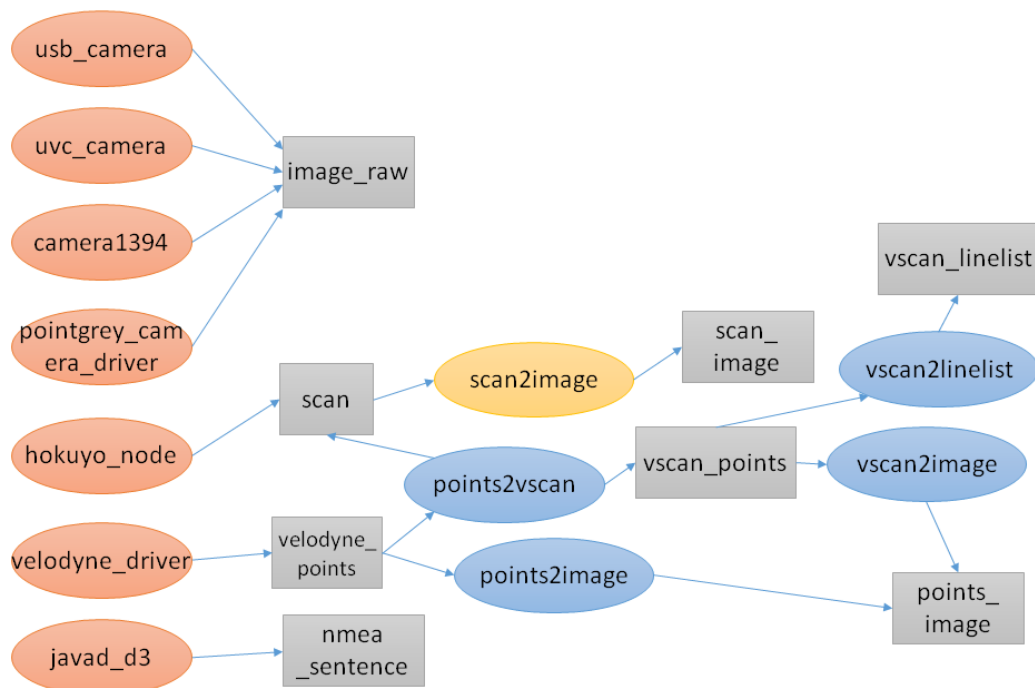 usb_camera
uvc_camera
image_raw
camera1394
vscan_linelist
pointgrey_cam
era_driver
scan_
image
scan2image
vscan2linelist
scan
hokuyo_node
points2vscan
vscan_points
vscan2image
velodyne_driver
velodyne_
points
points2image
points_
image
javad_d3
nmea
_sentence